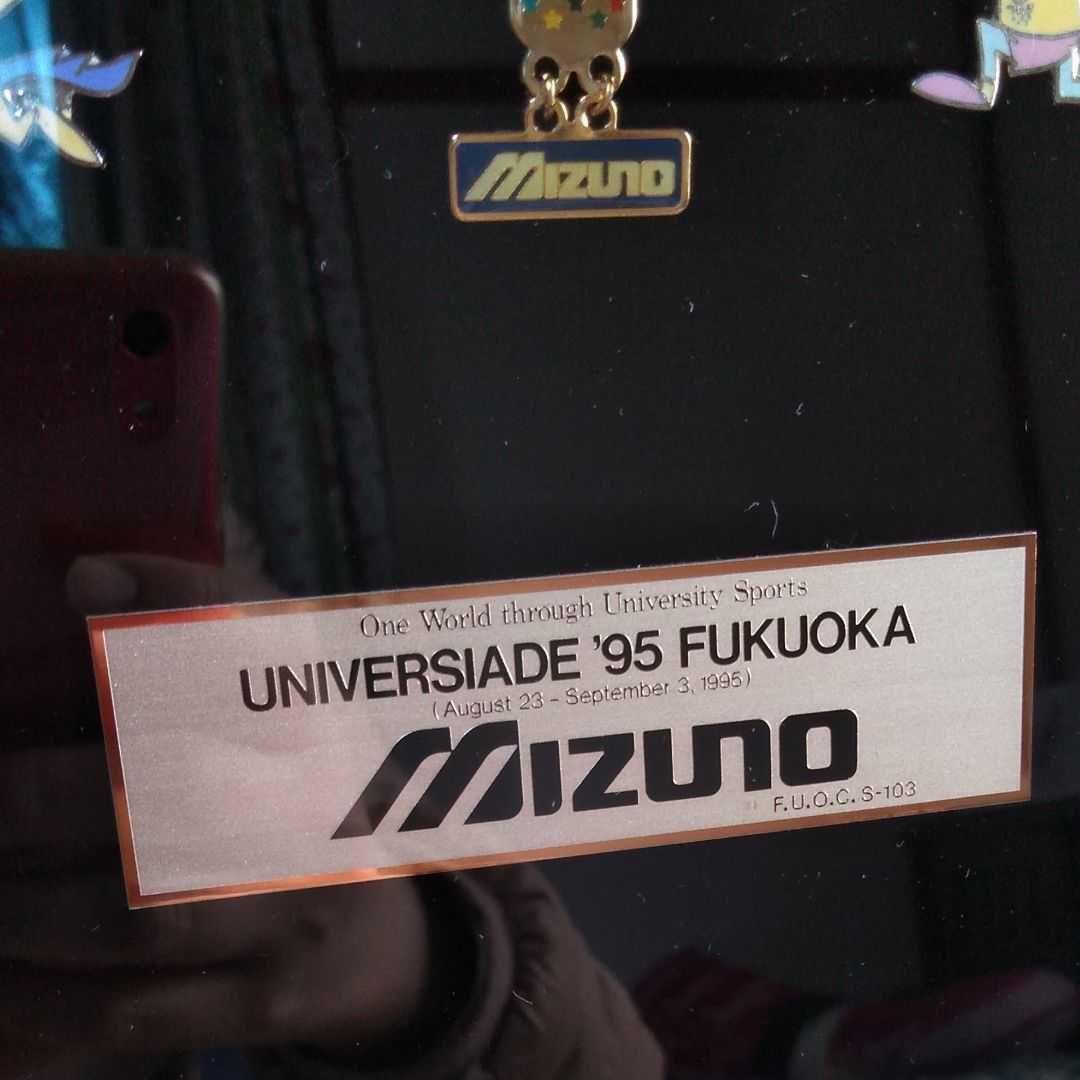 MIZUNO
One World through University Sports
UNIVERSIADE '95 FUKUOKA
(August 23 - September 3, 1995)
MIZUNO
F.U.O.C. S-103